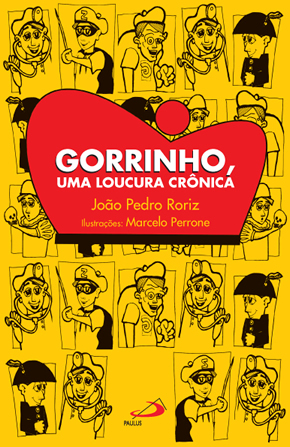 GORRINHO,
UMA LOUCURA CRÔNICA
João Pedro Roriz
Ilustrações: Marcelo Perrone
PAULUS